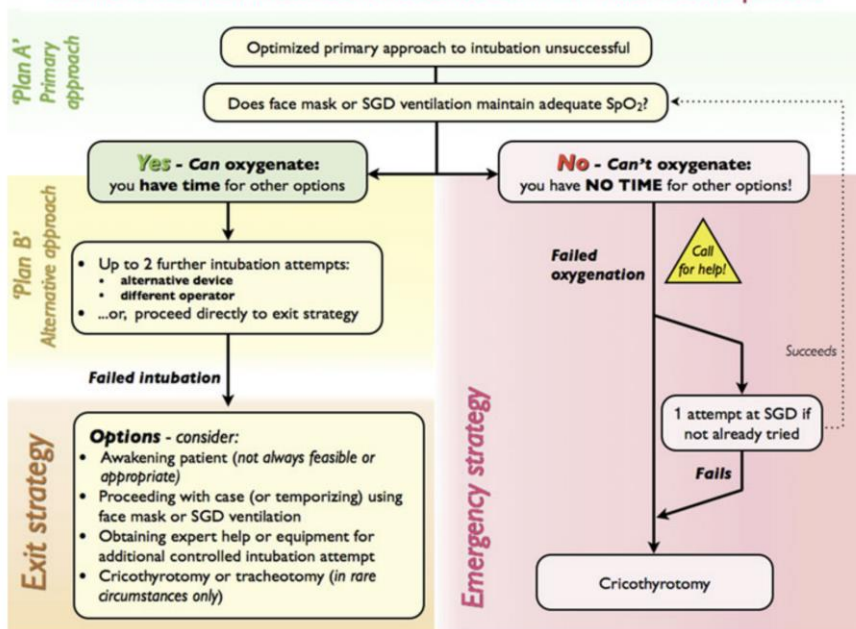 'Plan A'
Primary
approach
Optimized primary approach to intubation unsuccessful
Does face mask or SGD ventilation maintain adequate SpO₂?
Yes - Can oxygenate:
you have time for other options
No - Can't oxygenate:
you have NO TIME for other options!
'Plan B'
Alternative approach
• Up to 2 further intubation attempts:
• alternative device
• different operator
• ...or, proceed directly to exit strategy
Failed intubation
Exit strategy
Options - consider:
• Awakening patient (not always feasible or
appropriate)
• Proceeding with case (or temporizing) using
face mask or SGD ventilation
• Obtaining expert help or equipment for
additional controlled intubation attempt
• Cricothyrotomy or tracheotomy (in rare
circumstances only)
Emergency strategy
Failed
oxygenation
Call
for help!
Succeeds
1 attempt at SGD if
not already tried
Fails
Cricothyrotomy